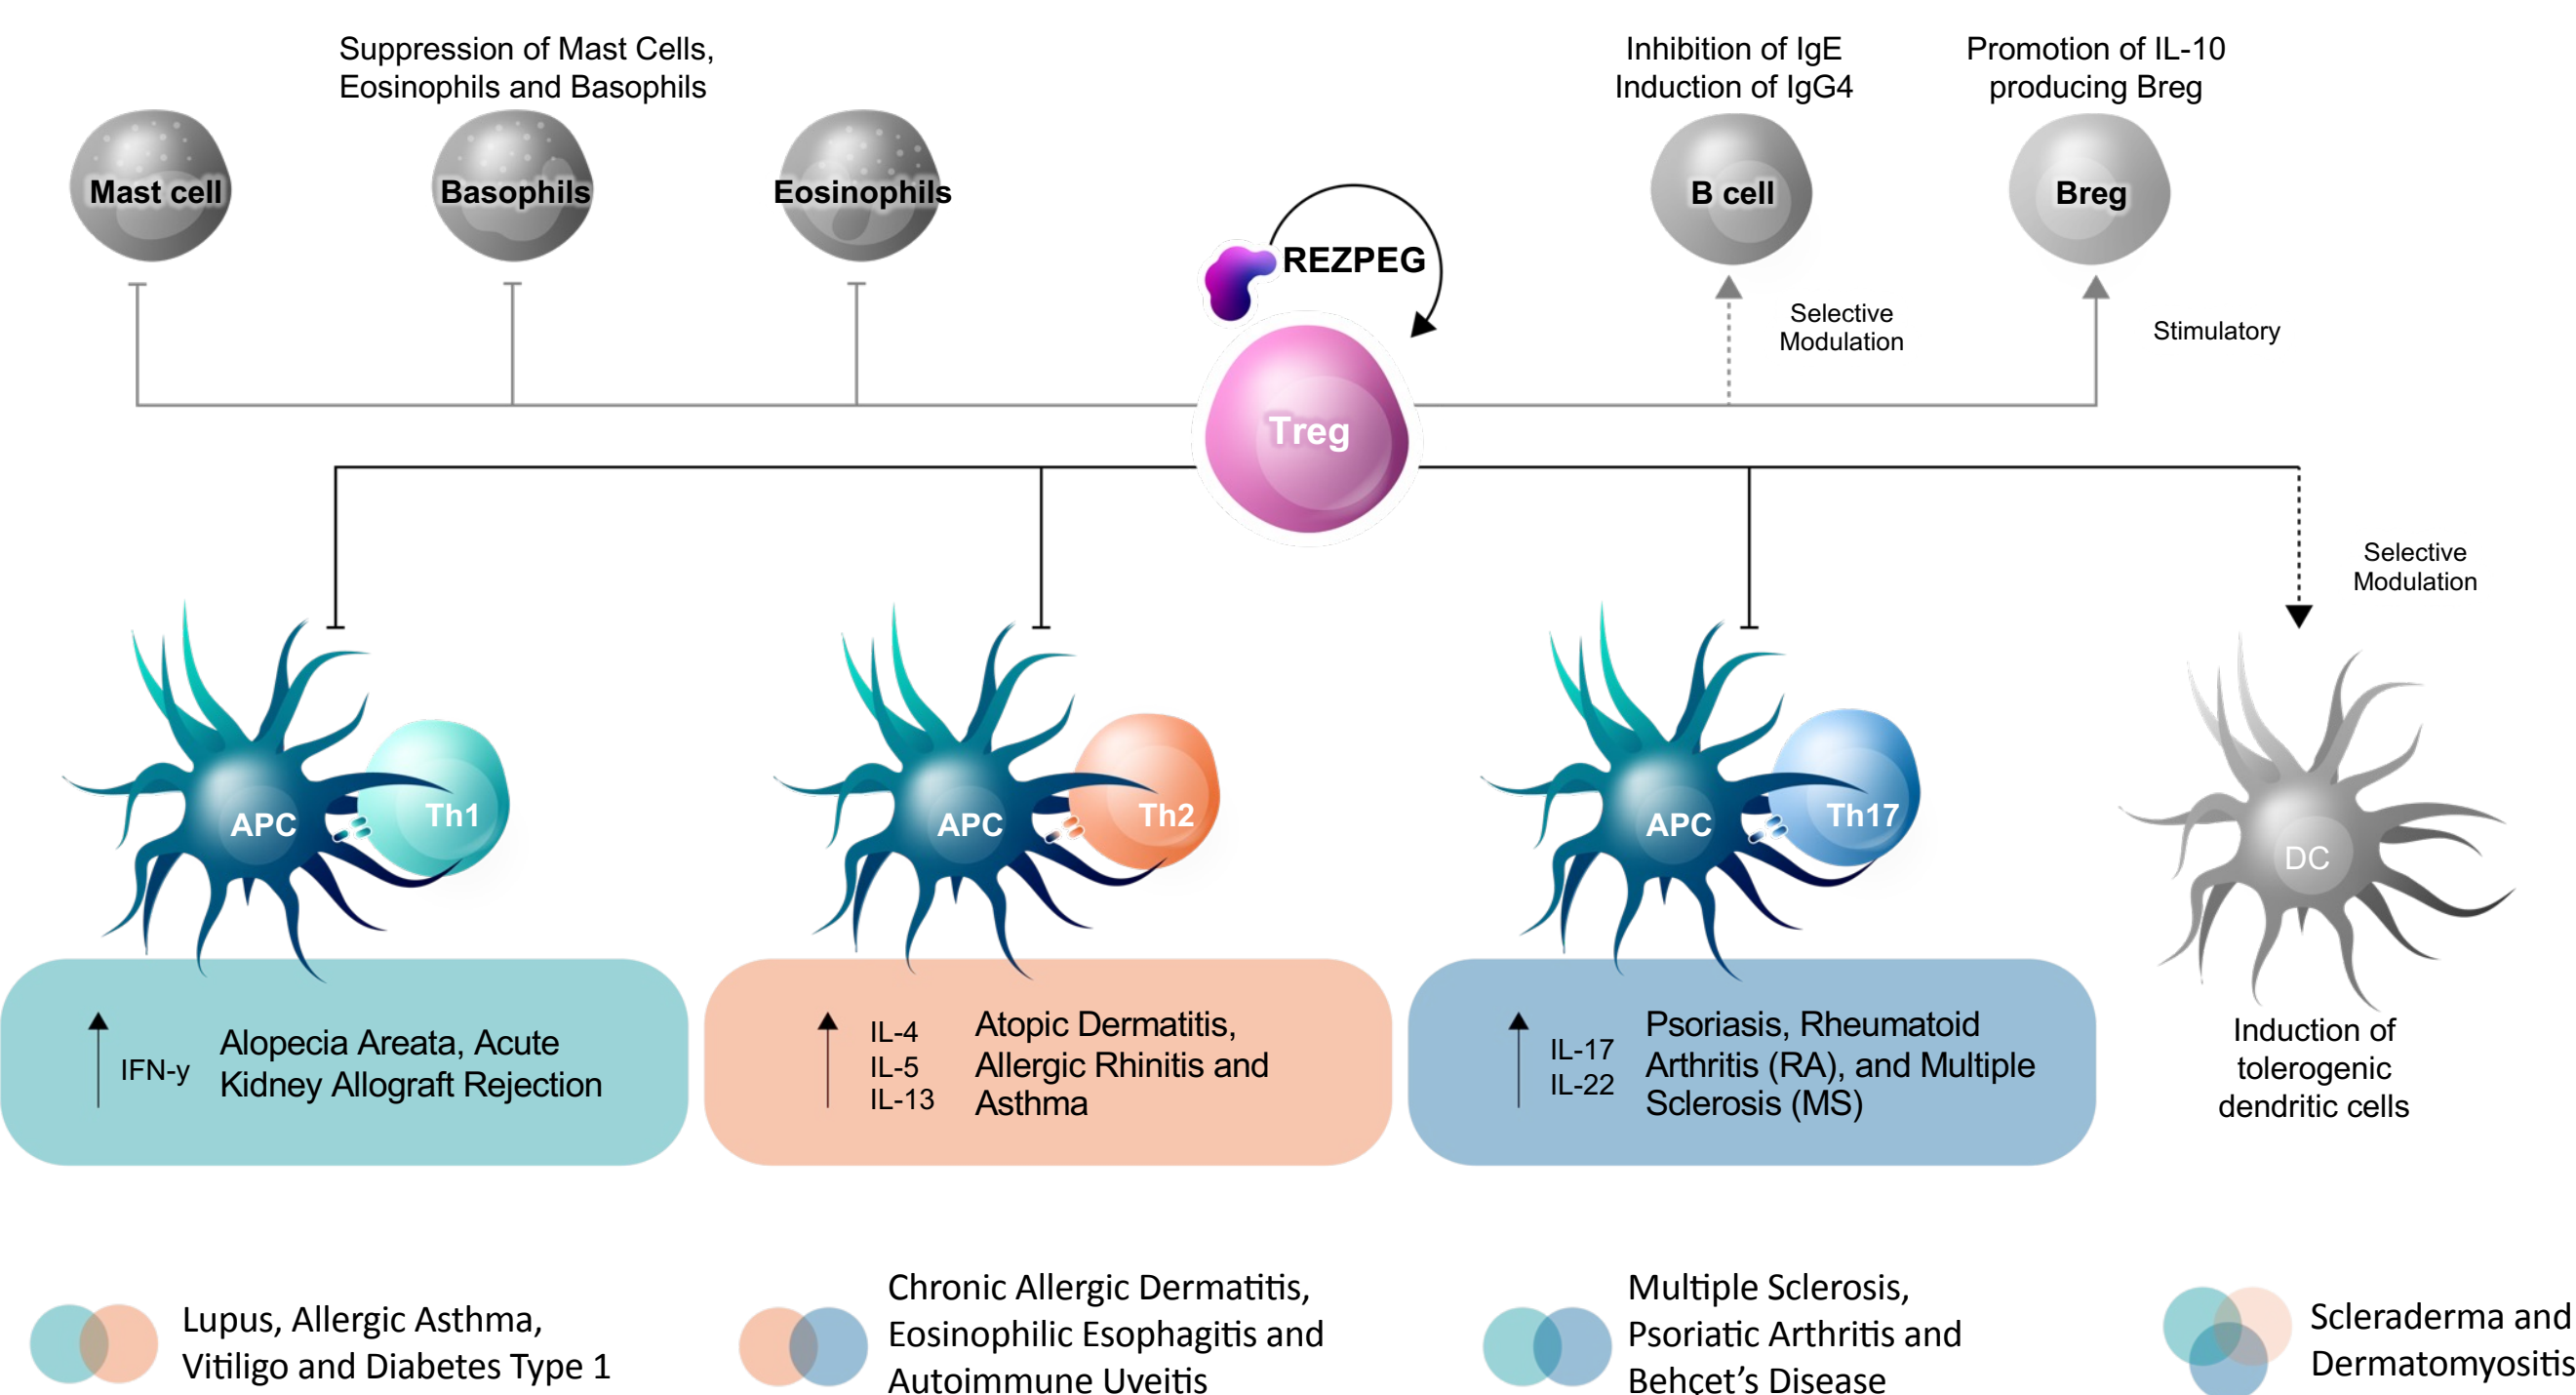 Suppression of Mast Cells,
Eosinophils and Basophils
Inhibition of IgE
Induction of IgG4
Promotion of IL-10
producing Breg
Mast cell
Basophils
Eosinophils
B cell
Breg
REZPEG
Selective
Modulation
Stimulatory
Treg
Selective
Modulation
APC
Th1
APC
Th2
APC
Th17
DC
IFN-y
Alopecia Areata, Acute
Kidney Allograft Rejection
IL-4
IL-5
IL-13
Atopic Dermatitis,
Allergic Rhinitis and
Asthma
IL-17
IL-22
Psoriasis, Rheumatoid
Arthritis (RA), and Multiple
Sclerosis (MS)
Induction of
tolerogenic
dendritic cells
Lupus, Allergic Asthma,
Vitiligo and Diabetes Type 1
Chronic Allergic Dermatitis,
Eosinophilic Esophagitis and
Autoimmune Uveitis
Multiple Sclerosis,
Psoriatic Arthritis and
Behçet's Disease
Scleraderma and
Dermatomyositis